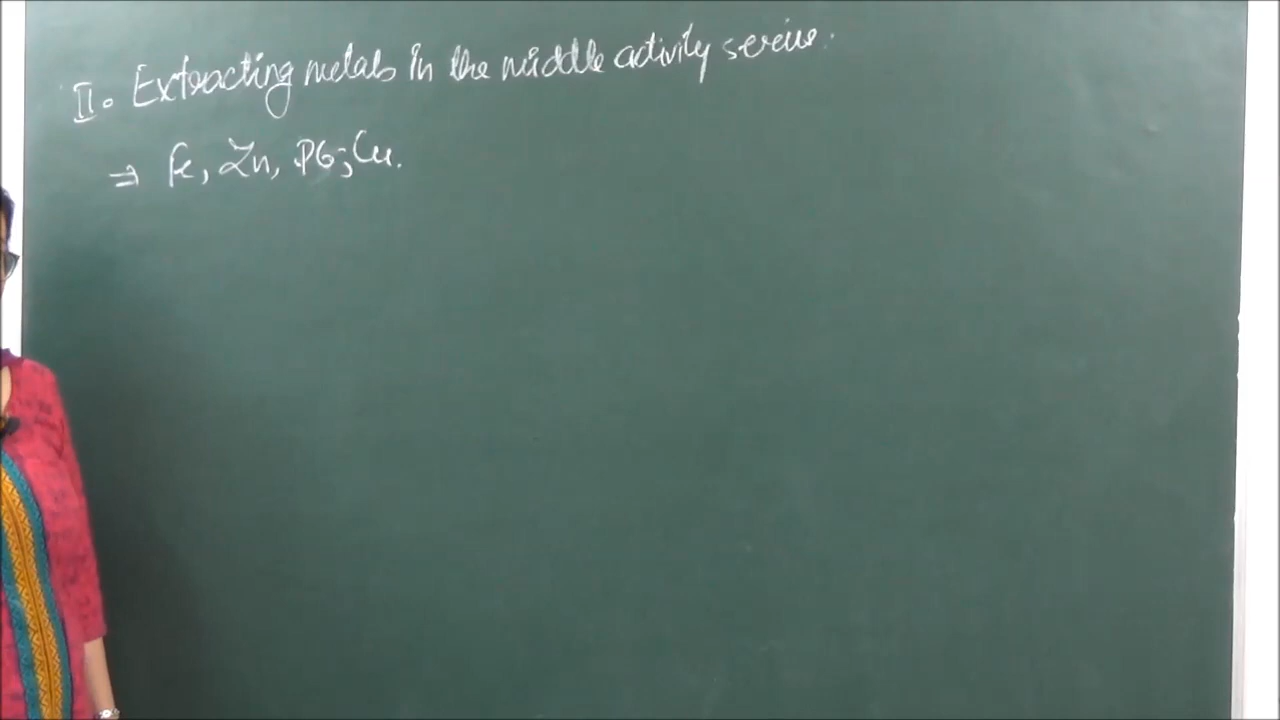 II. Extracting metals in the middle activity series.
⇒ Fe, Zn, Pb, Cu.